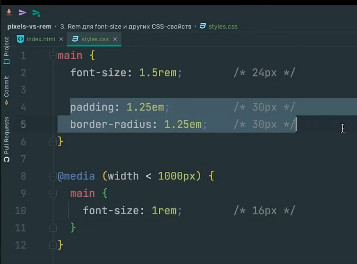 pixels-vs-rem › 3. Rem для font-size и других CSS-свойств › styles.css
index.html × styles.css ×
Project
Commit
Pull Requests
1 main {
2 font-size: 1.5rem; /* 24px */
3
4 padding: 1.25em; /* 30px */
5 border-radius: 1.25em; /* 30px */
6 }
7
8 @media (width < 1000px) {
9 main {
10 font-size: 1rem; /* 16px */
11 }
12 }